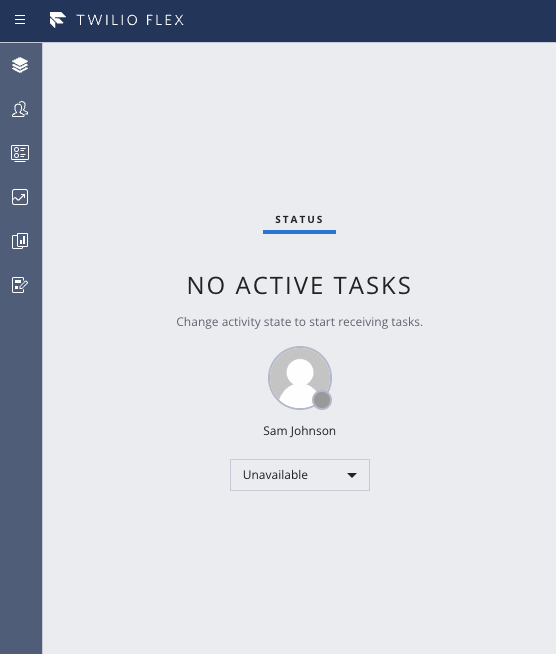 TWILIO FLEX
STATUS
NO ACTIVE TASKS
Change activity state to start receiving tasks.
Sam Johnson
Unavailable